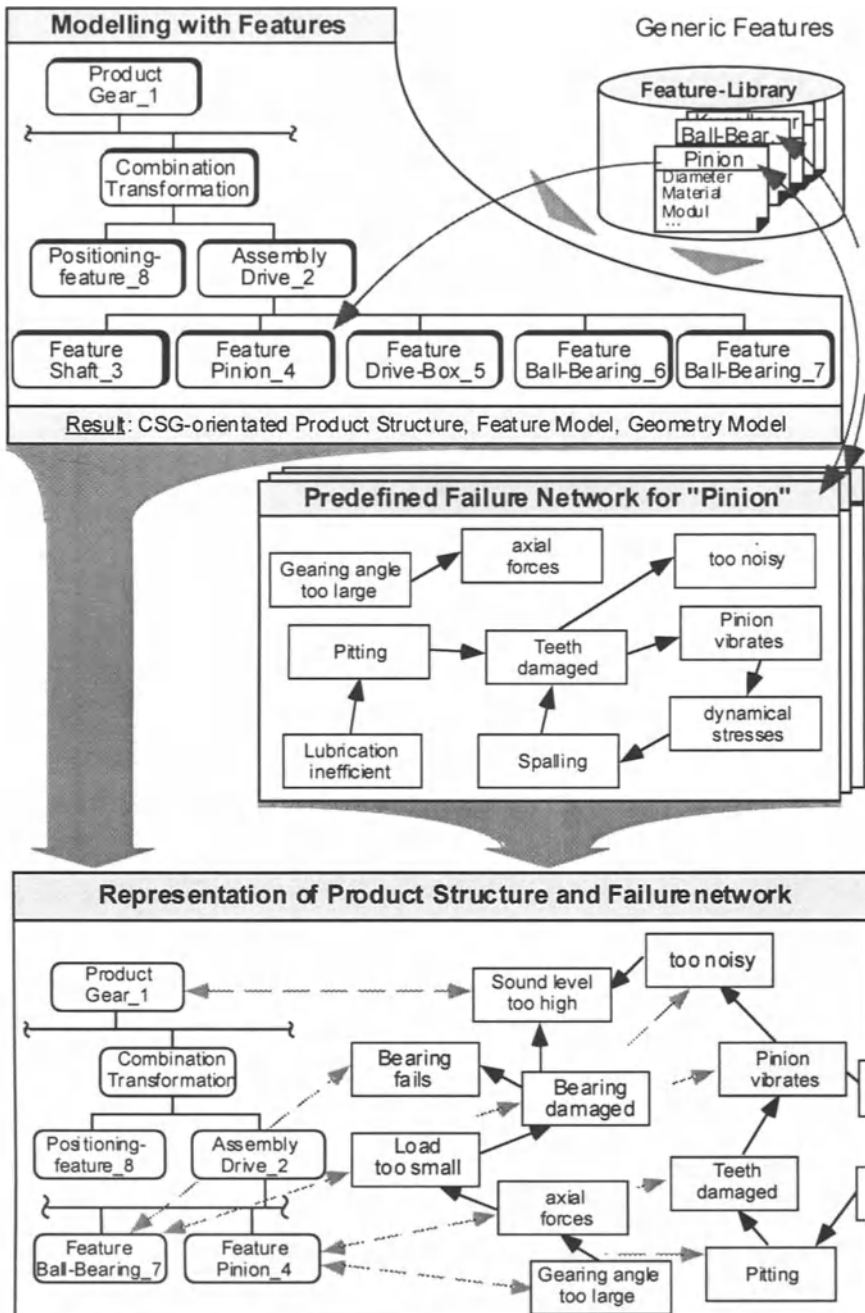 Modelling with Features
Product
Gear_1
Combination
Transformation
Positioning-
feature_8
Assembly
Drive_2
Feature
Shaft_3
Feature
Pinion_4
Feature
Drive-Box_5
Feature
Ball-Bearing_6
Feature
Ball-Bearing_7
Result: CSG-orientated Product Structure, Feature Model, Geometry Model
Generic Features
Feature-Library
Ball-Bear
Pinion
Diameter
Material
Modul
...
Predefined Failure Network for "Pinion"
Gearing angle
too large
axial
forces
too noisy
Pitting
Teeth
damaged
Pinion
vibrates
Lubrication
inefficient
Spalling
dynamical
stresses
Representation of Product Structure and Failurenetwork
Product
Gear_1
Combination
Transformation
Positioning-
feature_8
Assembly
Drive_2
Feature
Ball-Bearing_7
Feature
Pinion_4
Sound level
too high
too noisy
Bearing
fails
Bearing
damaged
Pinion
vibrates
Load
too small
axial
forces
Teeth
damaged
Gearing angle
too large
Pitting